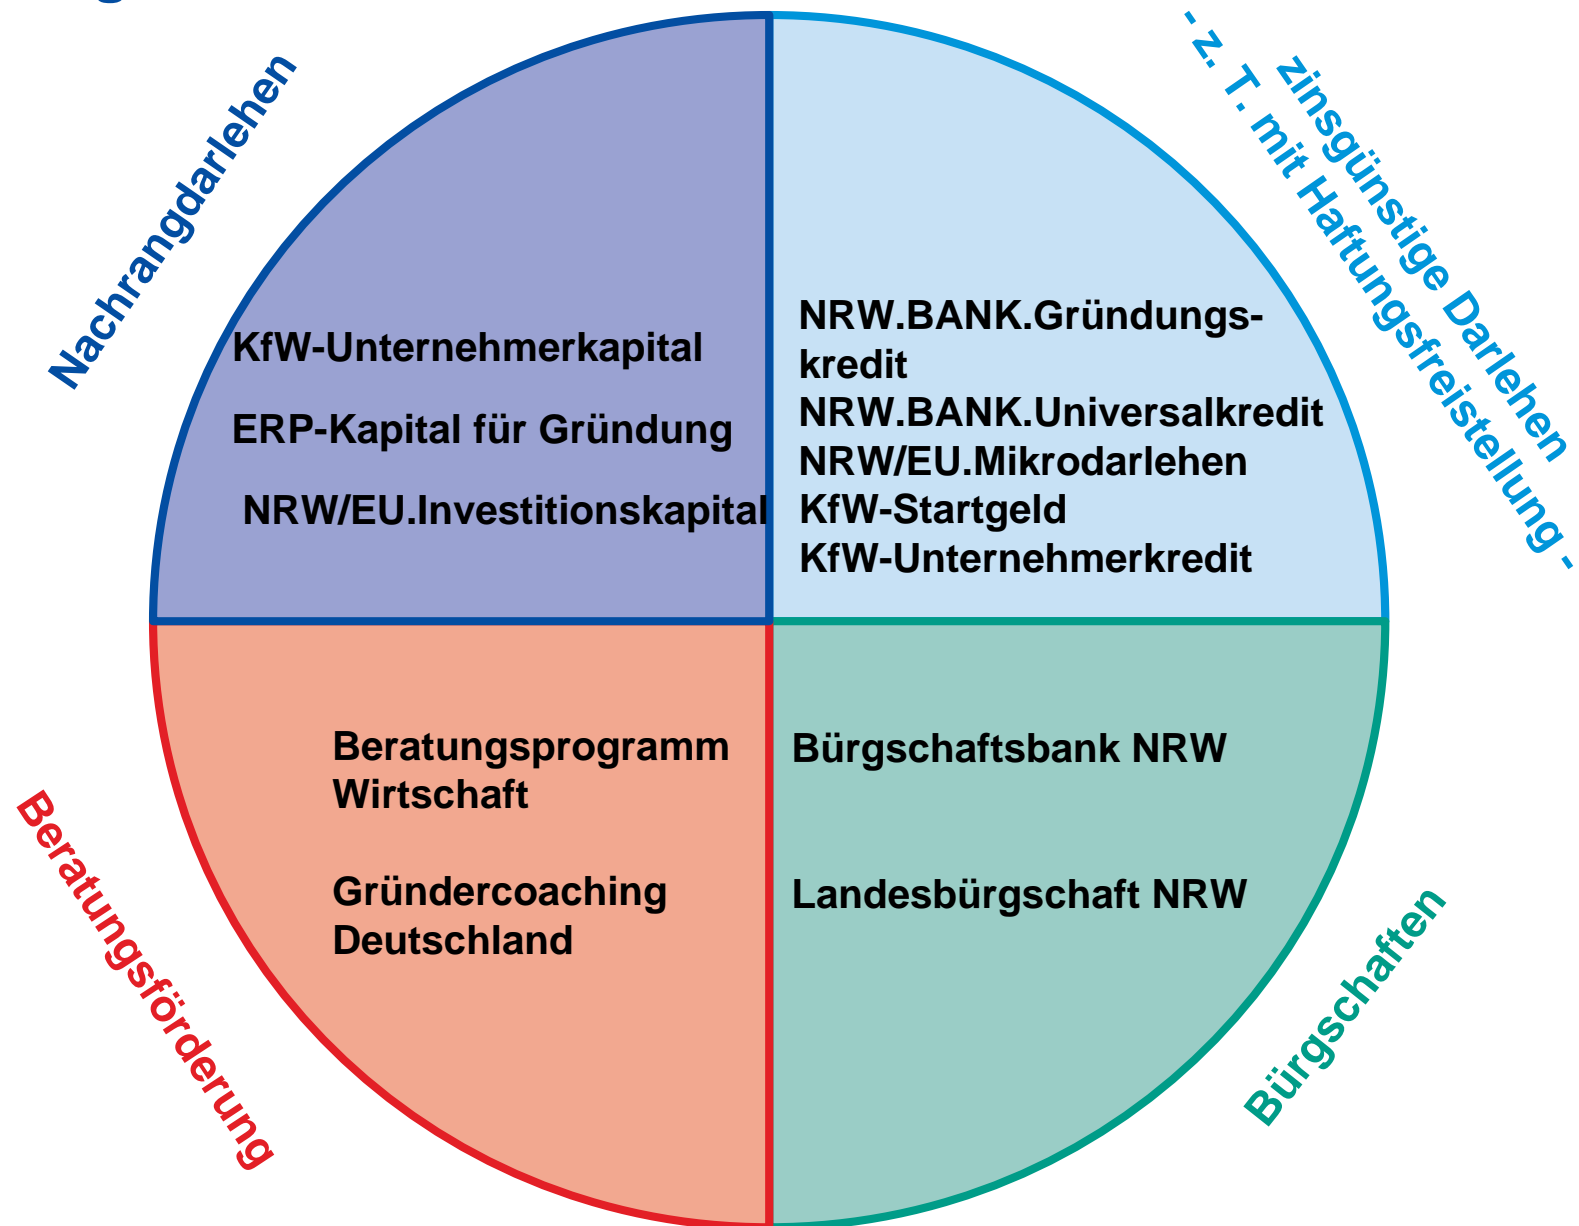 Nachrangdarlehen
KfW-Unternehmerkapital
ERP-Kapital für Gründung
NRW/EU.Investitionskapital
zinsgünstige Darlehen
- z. T. mit Haftungsfreistellung -
NRW.BANK.Gründungs-
kredit
NRW.BANK.Universalkredit
NRW/EU.Mikrodarlehen
KfW-Startgeld
KfW-Unternehmerkredit
Beratungsförderung
Beratungsprogramm
Wirtschaft
Gründercoaching
Deutschland
Bürgschaftsbank NRW
Landesbürgschaft NRW
Bürgschaften